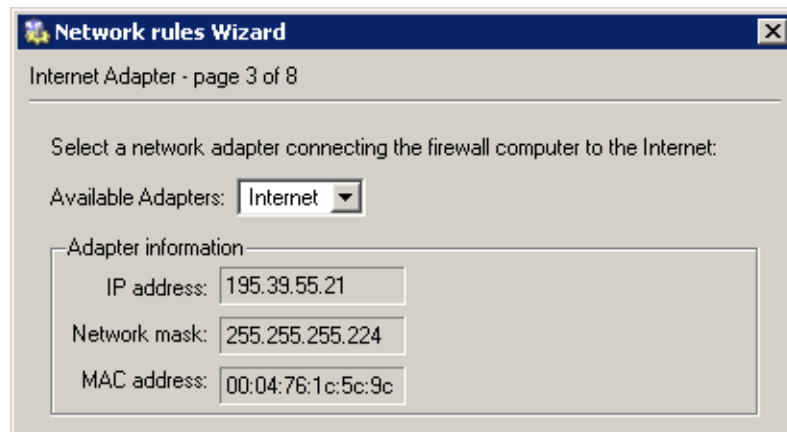 Network rules Wizard
Internet Adapter - page 3 of 8
Select a network adapter connecting the firewall computer to the Internet:
Available Adapters: Internet
Adapter information
IP address: 195.39.55.21
Network mask: 255.255.255.224
MAC address: 00:04:76:1c:5c:9c